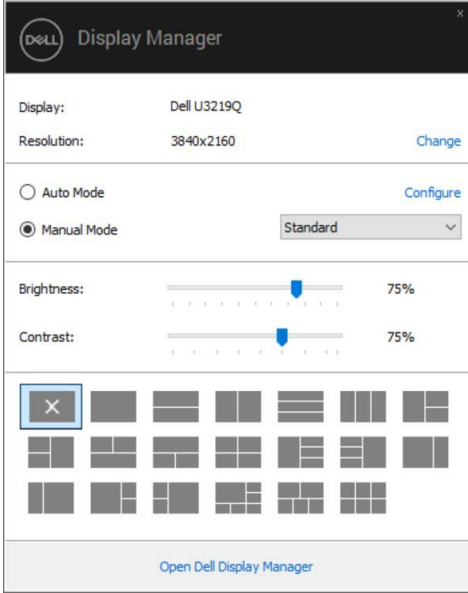 x
DELL Display Manager
Display: Dell U3219Q
Resolution: 3840x2160 Change
Auto Mode Configure
Manual Mode Standard
Brightness: 75%
Contrast: 75%
Open Dell Display Manager